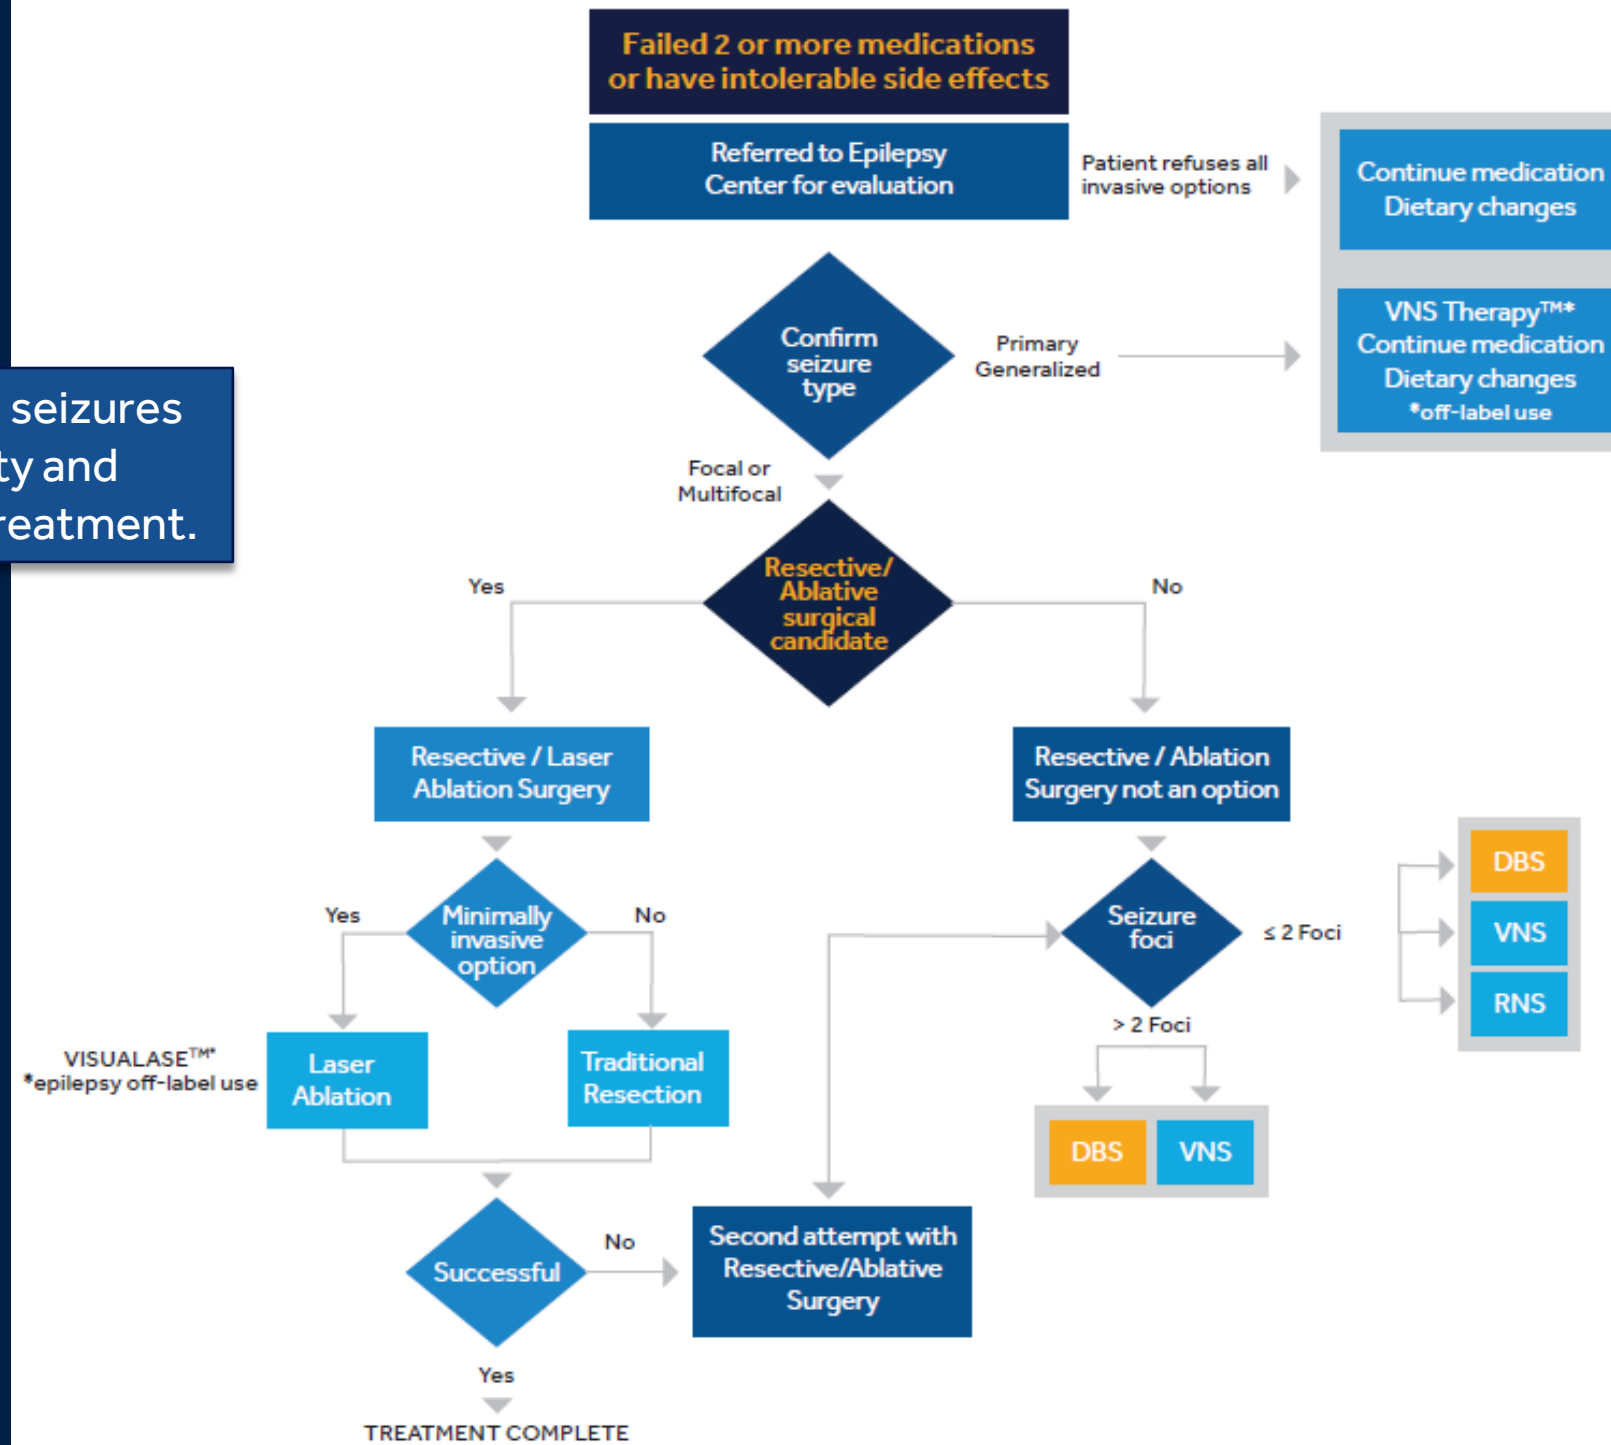 Failed 2 or more medications
or have intolerable side effects
Referred to Epilepsy
Center for evaluation
Patient refuses all
invasive options
Continue medication
Dietary changes
Confirm
seizure
type
Primary
Generalized
VNS Therapy™*
Continue medication
Dietary changes
*off-label use
seizures
ty and
reatment.
Focal or
Multifocal
Resective/
Ablative
surgical
candidate
Yes
No
Resective / Laser
Ablation Surgery
Resective / Ablation
Surgery not an option
Minimally
invasive
option
Yes
No
Seizure
foci
≤ 2 Foci
DBS
VNS
RNS
> 2 Foci
DBS
VNS
VISUALASE™*
*epilepsy off-label use
Laser
Ablation
Traditional
Resection
Successful
No
Second attempt with
Resective/Ablative
Surgery
Yes
TREATMENT COMPLETE